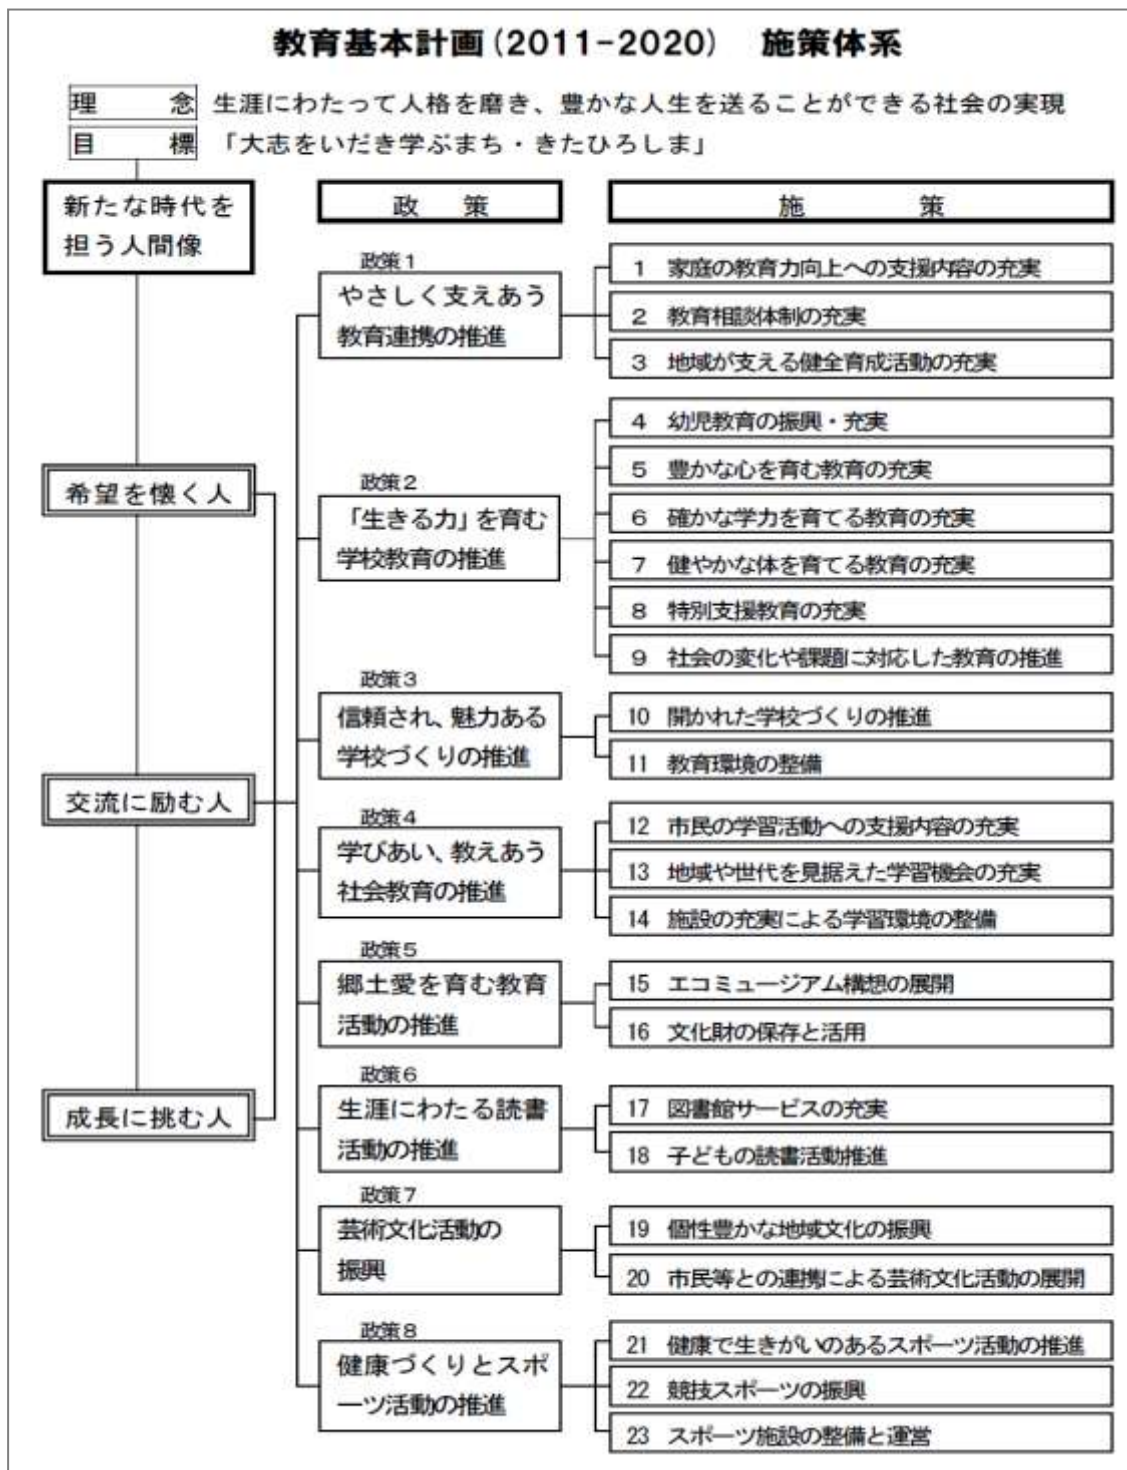 教育基本計画(2011-2020)　施策体系
理　　念　生涯にわたって人格を磨き、豊かな人生を送ることができる社会の実現
目　　標　「大志をいだき学ぶまち・きたひろしま」
新たな時代を
担う人間像
政　策
施　　策
希望を懐く人
交流に励む人
成長に挑む人
政策1
やさしく支えあう
教育連携の推進
1　家庭の教育力向上への支援内容の充実
2　教育相談体制の充実
3　地域が支える健全育成活動の充実
政策2
「生きる力」を育む
学校教育の推進
4　幼児教育の振興・充実
5　豊かな心を育む教育の充実
6　確かな学力を育てる教育の充実
7　健やかな体を育てる教育の充実
8　特別支援教育の充実
9　社会の変化や課題に対応した教育の推進
政策3
信頼され、魅力ある
学校づくりの推進
10　開かれた学校づくりの推進
11　教育環境の整備
政策4
学びあい、教えあう
社会教育の推進
12　市民の学習活動への支援内容の充実
13　地域や世代を見据えた学習機会の充実
14　施設の充実による学習環境の整備
政策5
郷土愛を育む教育
活動の推進
15　エコミュージアム構想の展開
16　文化財の保存と活用
政策6
生涯にわたる読書
活動の推進
17　図書館サービスの充実
18　子どもの読書活動推進
政策7
芸術文化活動の
振興
19　個性豊かな地域文化の振興
20　市民等との連携による芸術文化活動の展開
政策8
健康づくりとスポ
ーツ活動の推進
21　健康で生きがいのあるスポーツ活動の推進
22　競技スポーツの振興
23　スポーツ施設の整備と運営